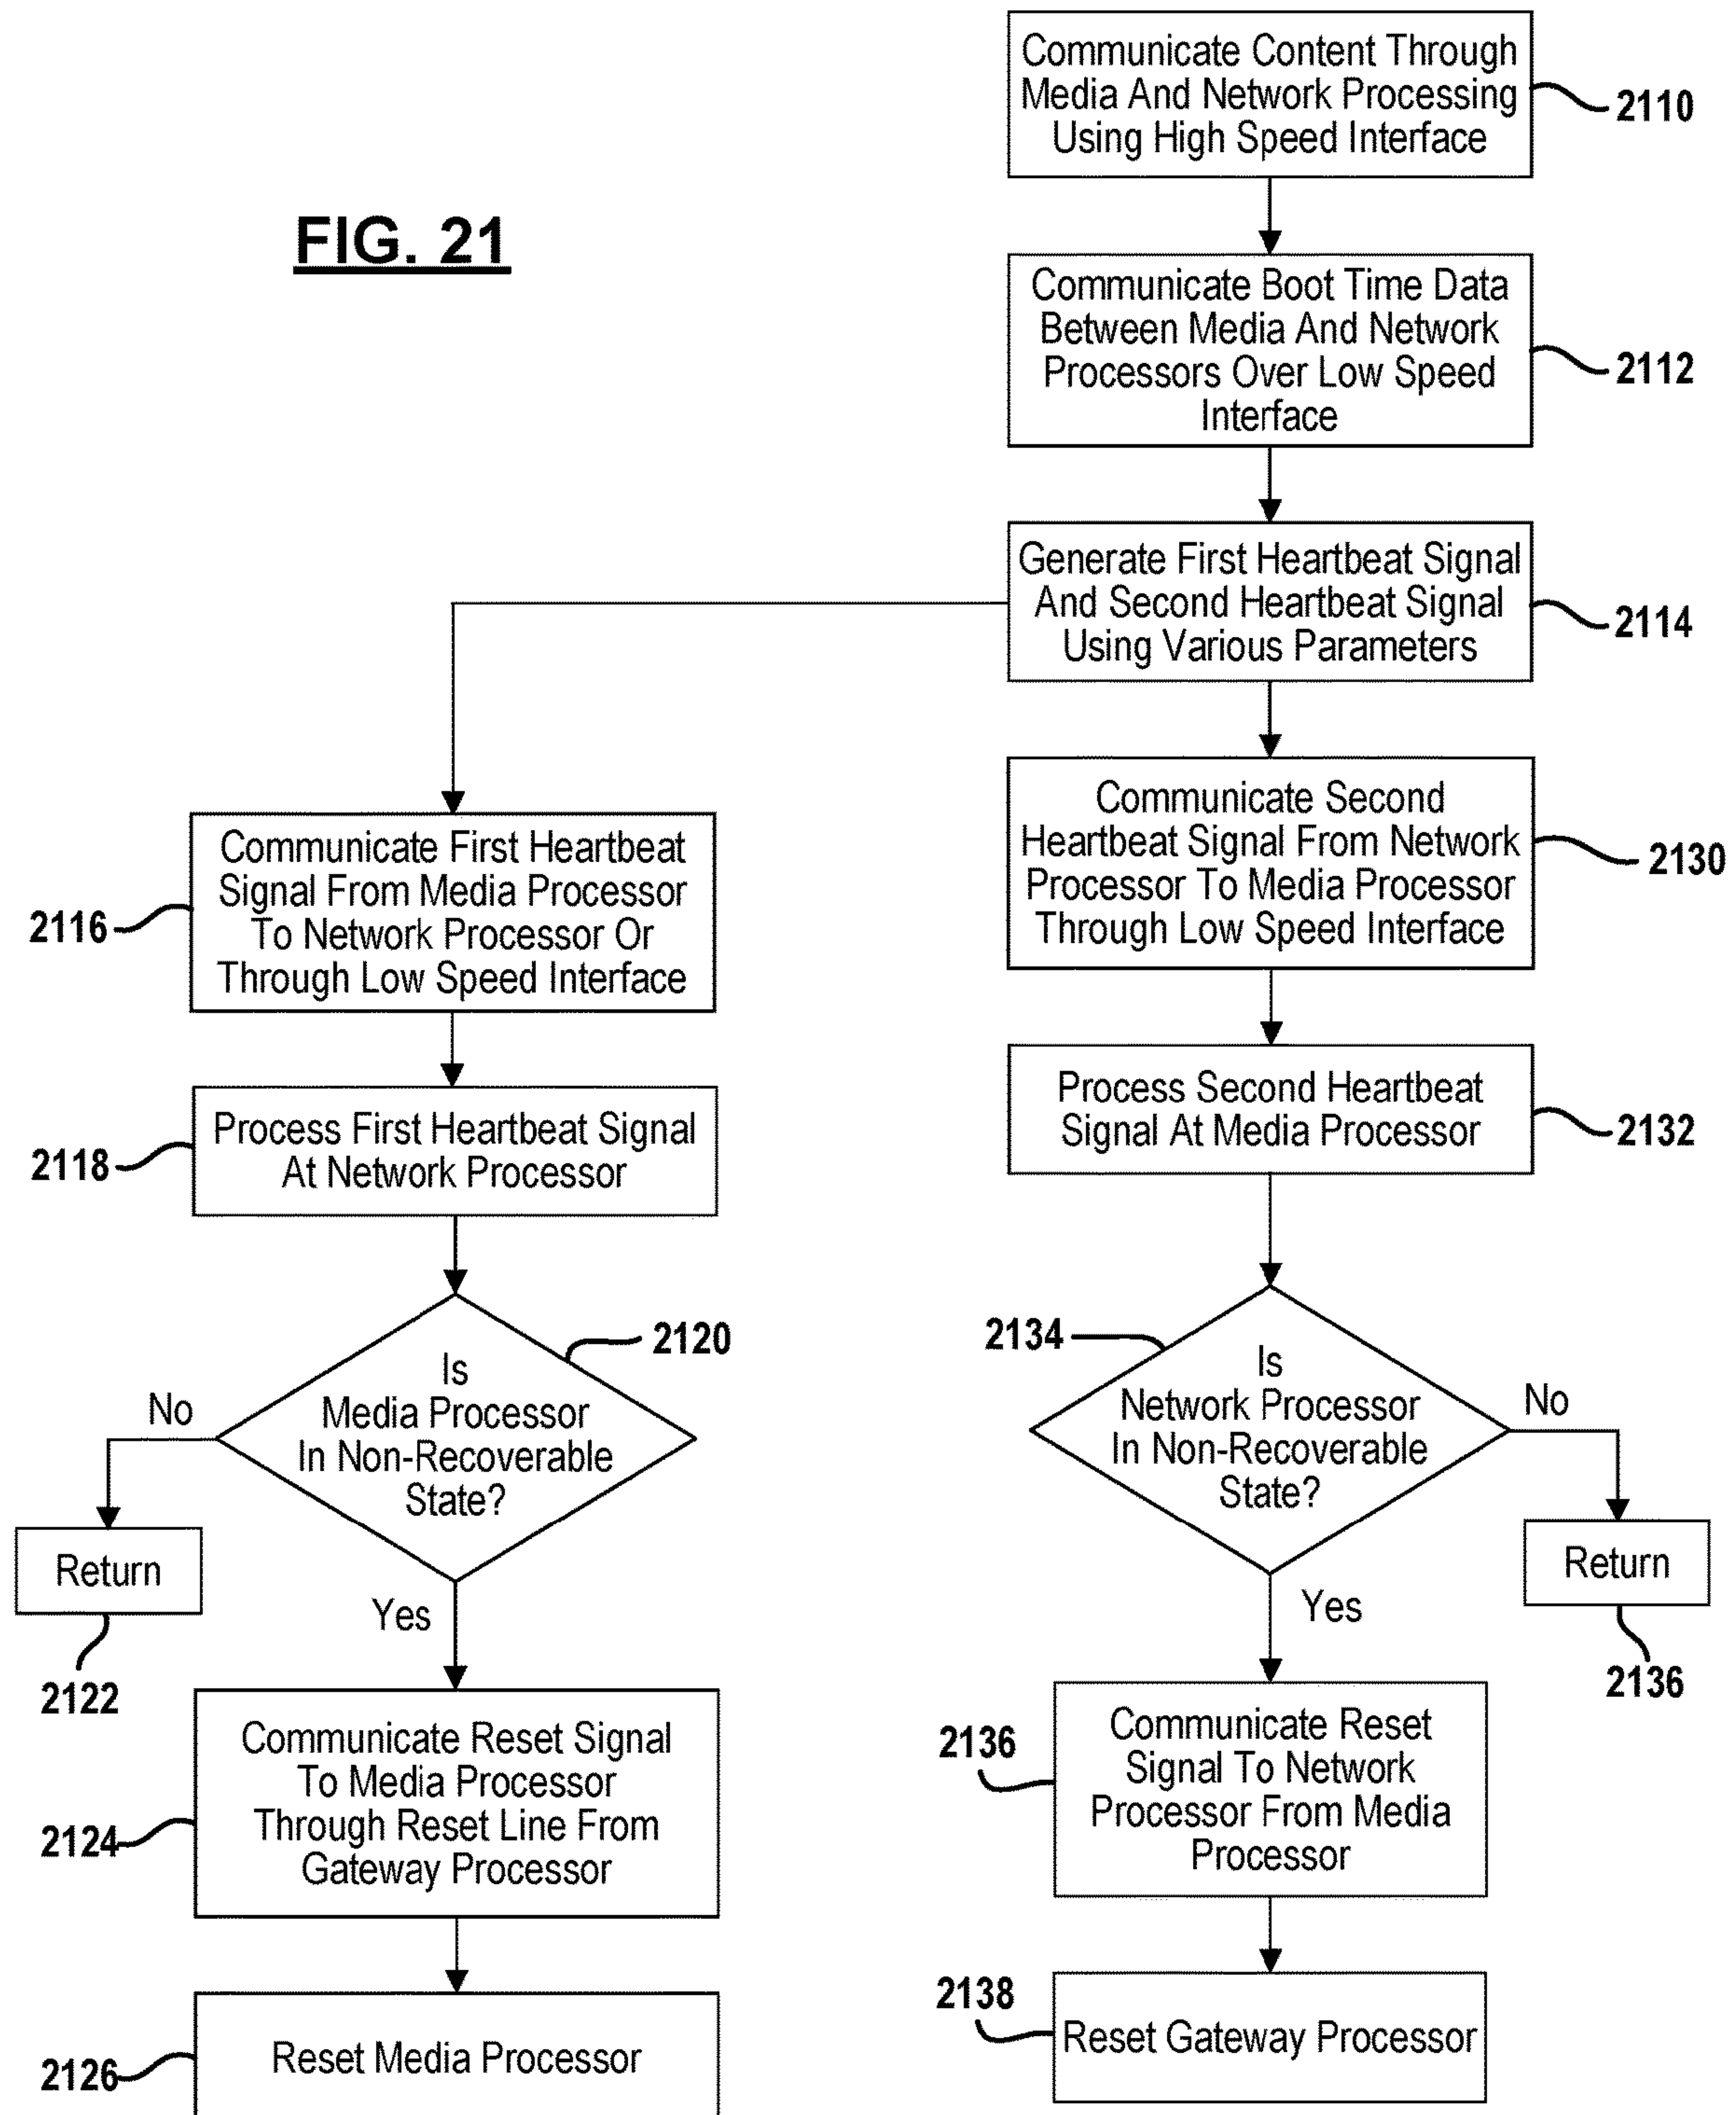 FIG. 21
Communicate Content Through
Media And Network Processing
Using High Speed Interface
2110
Communicate Boot Time Data
Between Media And Network
Processors Over Low Speed
Interface
2112
Generate First Heartbeat Signal
And Second Heartbeat Signal
Using Various Parameters
2114
Communicate First Heartbeat
Signal From Media Processor
To Network Processor Or
Through Low Speed Interface
2116
Process First Heartbeat Signal
At Network Processor
2118
Is
Media Processor
In Non-Recoverable
State?
2120
No
Return
2122
Yes
Communicate Reset Signal
To Media Processor
Through Reset Line From
Gateway Processor
2124
Reset Media Processor
2126
Communicate Second
Heartbeat Signal From Network
Processor To Media Processor
Through Low Speed Interface
2130
Process Second Heartbeat
Signal At Media Processor
2132
2134
Is
Network Processor
In Non-Recoverable
State?
No
Return
2136
Yes
Communicate Reset
Signal To Network
Processor From Media
Processor
2136
2138
Reset Gateway Processor